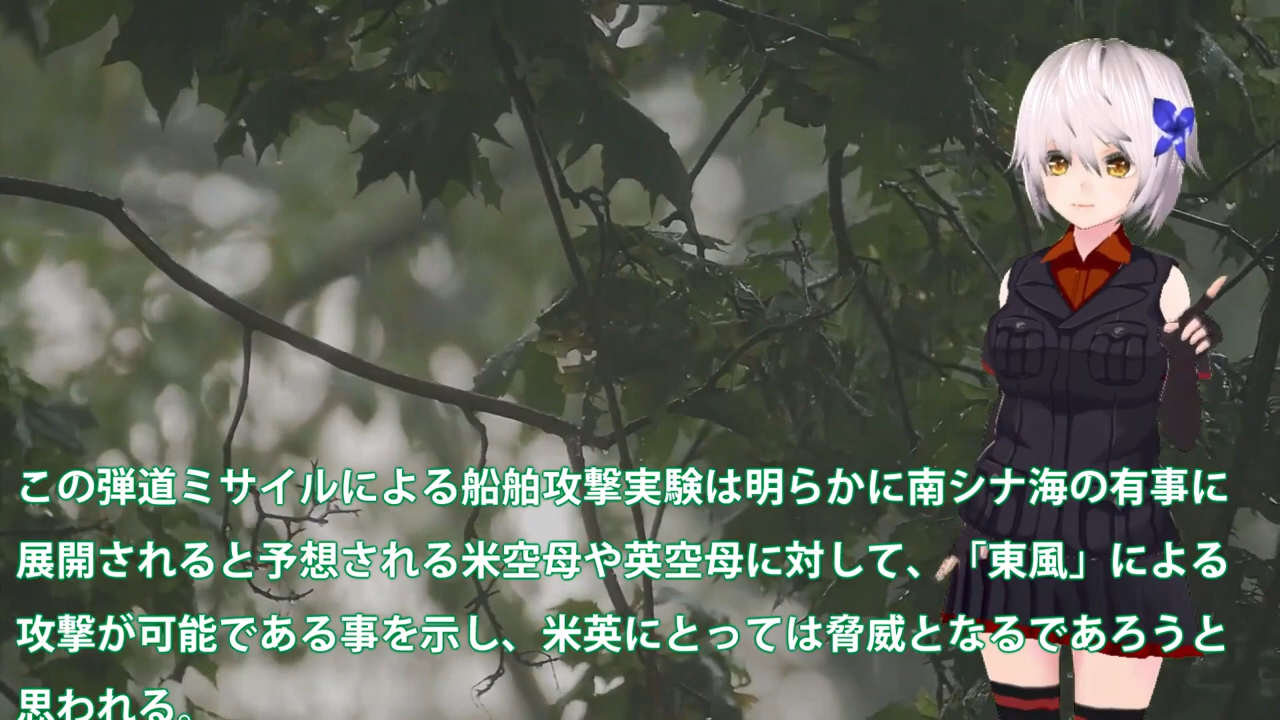 この弾道ミサイルによる船舶攻撃実験は明らかに南シナ海の有事に
展開されると予想される米空母や英空母に対して、「東風」による
攻撃が可能である事を示し、米英にとっては脅威となるであろうと
思われる。